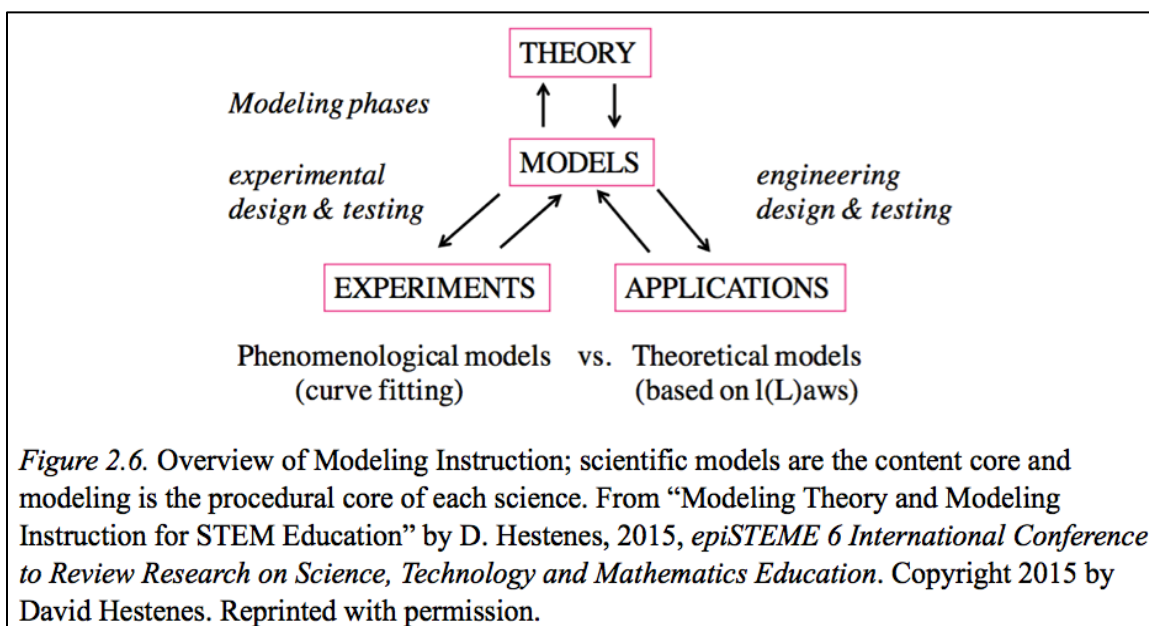 THEORY
Modeling phases
MODELS
experimental
design & testing
engineering
design & testing
EXPERIMENTS
APPLICATIONS
Phenomenological models vs. Theoretical models
(curve fitting) (based on l(L)aws)
Figure 2.6. Overview of Modeling Instruction; scientific models are the content core and
modeling is the procedural core of each science. From “Modeling Theory and Modeling
Instruction for STEM Education” by D. Hestenes, 2015, epiSTEME 6 International Conference
to Review Research on Science, Technology and Mathematics Education. Copyright 2015 by
David Hestenes. Reprinted with permission.